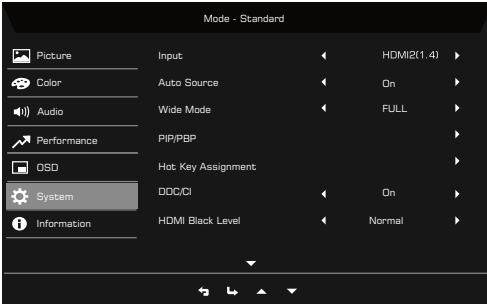 Mode - Standard
Picture
Input HDMI2(1.4)
Color
Auto Source On
Audio
Wide Mode FULL
Performance
PIP/PBP
OSD
Hot Key Assignment
System
DDC/CI On
Information
HDMI Black Level Normal